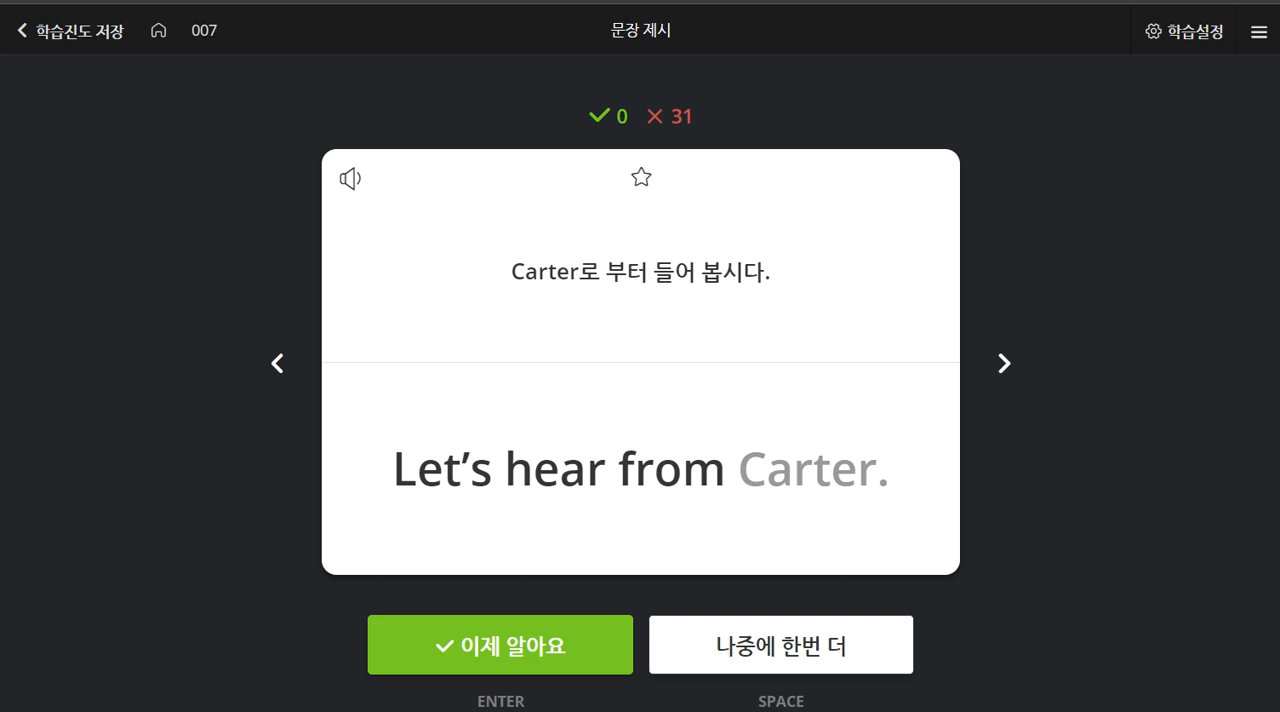 학습진도 저장 007 문장 제시 학습설정
0 31
Carter로 부터 들어 봅시다.
Let’s hear from Carter.
이제 알아요 나중에 한번 더
ENTER SPACE